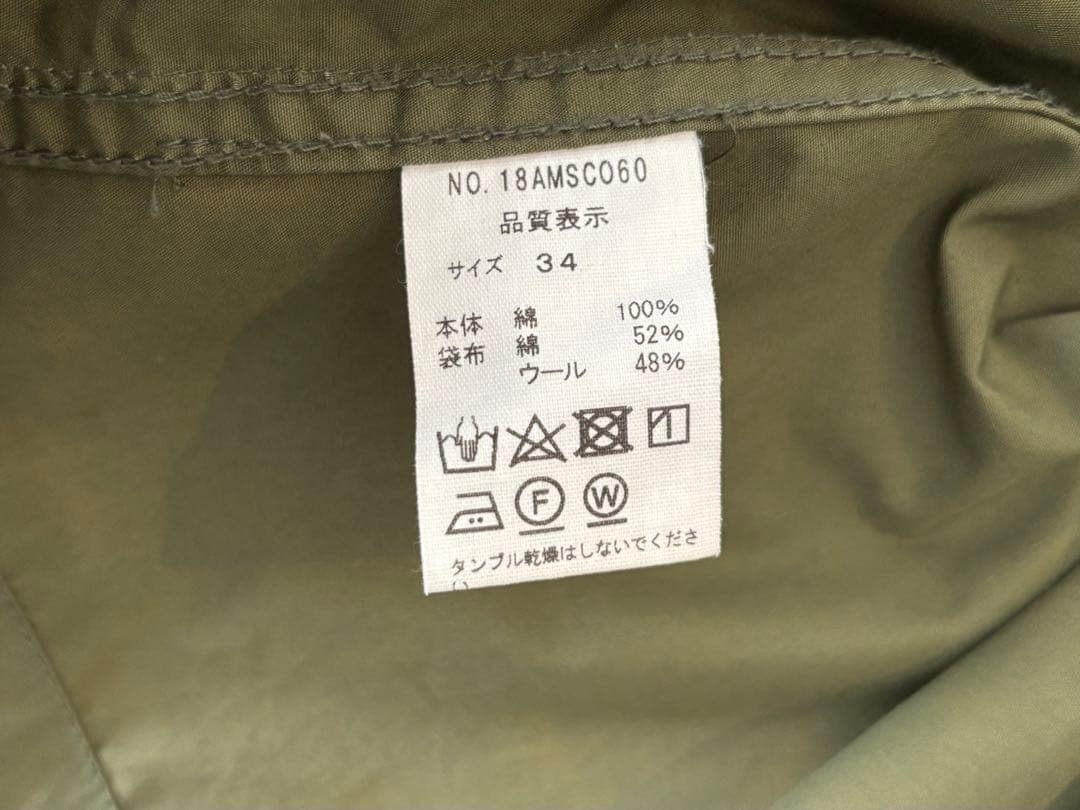 NO. 18AMSCO60
品質表示
サイズ 34
本体 綿 100%
袋布 綿 52%
ウール 48%
F W
タンブル乾燥はしないでくださ
い